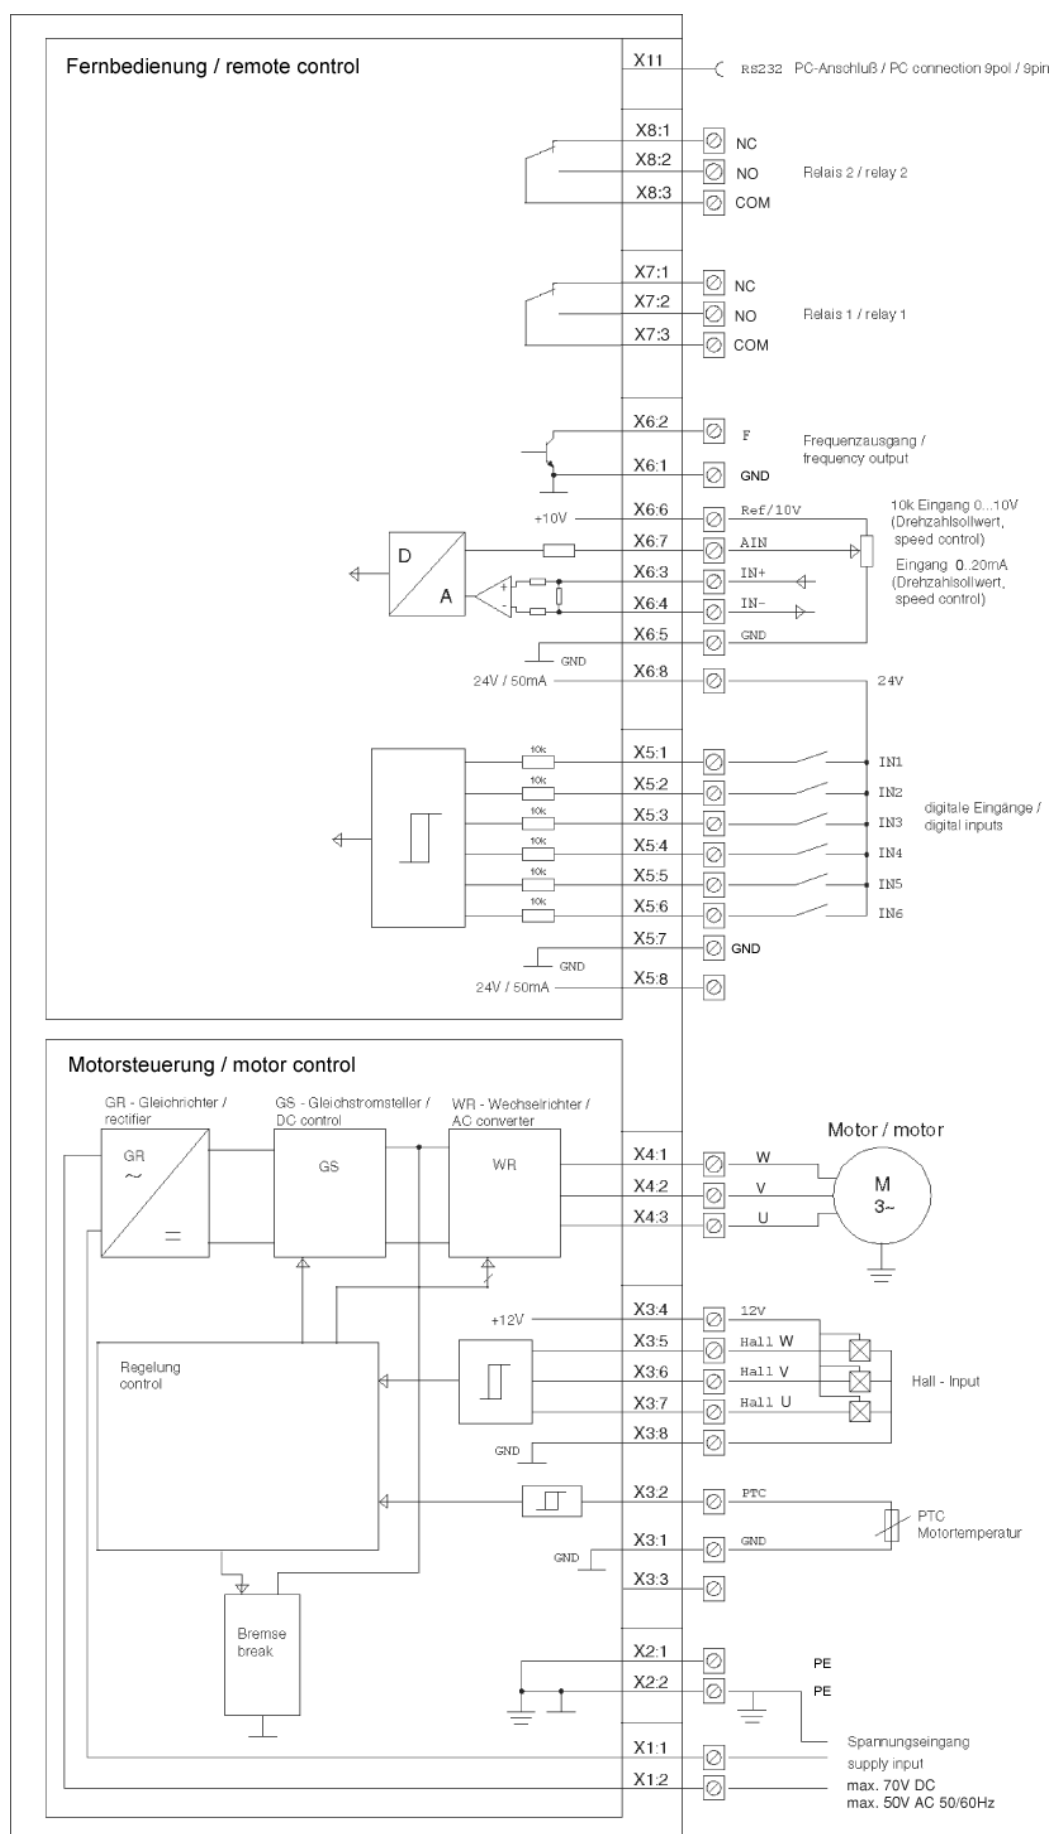 Fernbedienung / remote control
X11
RS232 PC-Anschluß / PC connection 9pol / 9pin
X8:1
NC
X8:2
NO
Relais 2 / relay 2
X8:3
COM
X7:1
NC
X7:2
NO
Relais 1 / relay 1
X7:3
COM
X6:2
F
Frequenzausgang /
frequency output
X6:1
GND
+10V
X6:6
Ref/10V
10k Eingang 0...10V
(Drehzahlsollwert,
speed control)
D
A
X6:7
AIN
+
-
X6:3
IN+
Eingang 0..20mA
(Drehzahlsollwert,
speed control)
X6:4
IN-
X6:5
GND
GND
24V / 50mA
X6:8
24V
10k
X5:1
IN1
10k
X5:2
IN2
digitale Eingänge /
digital inputs
10k
X5:3
IN3
10k
X5:4
IN4
10k
X5:5
IN5
10k
X5:6
IN6
X5:7
GND
GND
24V / 50mA
X5:8
Motorsteuerung / motor control
GR - Gleichrichter /
rectifier
GS - Gleichstromsteller /
DC control
WR - Wechselrichter /
AC converter
GR
~
=
GS
WR
Motor / motor
X4:1
W
X4:2
V
X4:3
U
M
3~
+12V
X3:4
12V
X3:5
Hall W
X3:6
Hall V
Hall - Input
X3:7
Hall U
X3:8
GND
Regelung
control
X3:2
PTC
PTC
Motortemperatur
X3:1
GND
GND
X3:3
Bremse
break
X2:1
PE
X2:2
PE
X1:1
Spannungseingang
supply input
X1:2
max. 70V DC
max. 50V AC 50/60Hz